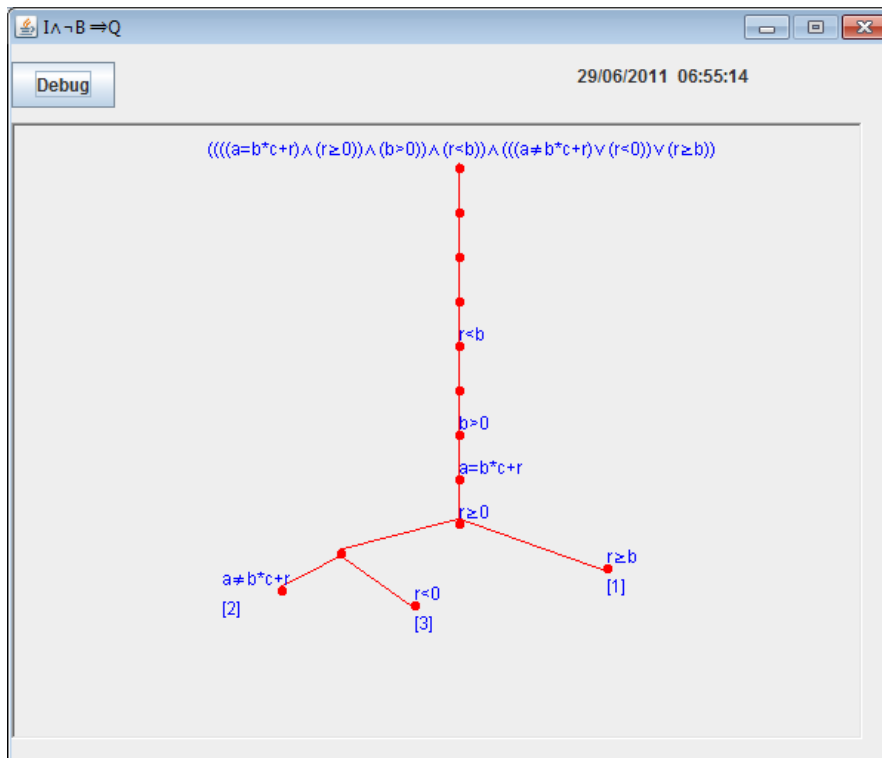 I∧¬B⇒Q
Debug
29/06/2011 06:55:14
((((a=b*c+r)∧(r≥0))∧(b>0))∧(r<b))∧(((a≠b*c+r)∨(r<0))∨(r≥b))
r<b
b>0
a=b*c+r
r≥0
r≥b
[1]
a≠b*c+r
[2]
r<0
[3]